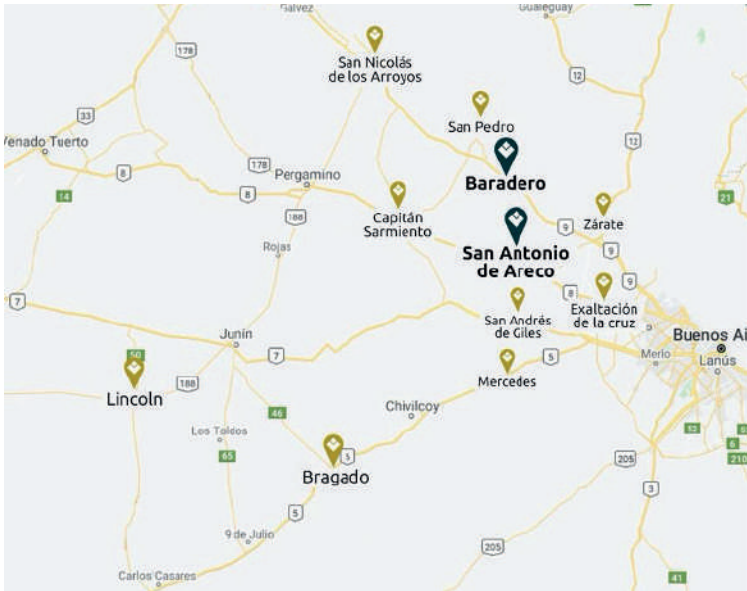 Gálvez
Gualeguay
San Nicolás
de los Arroyos
178
12
33
San Pedro
Venado Tuerto
12
Baradero
178
8
Pergamino
8
14
21
Capitán
Sarmiento
188
Zárate
9
San Antonio
de Areco
Rojas
9
9
8
7
San Andrés
de Giles
Exaltación
de la cruz
Junín
Buenos Ai
50
7
5
Merlo
Lanús
Mercedes
188
Lincoln
46
Chivilcoy
Los Toldos
6
65
5
205
210
Bragado
3
5
9 de Julio
205
Carlos Casares
41